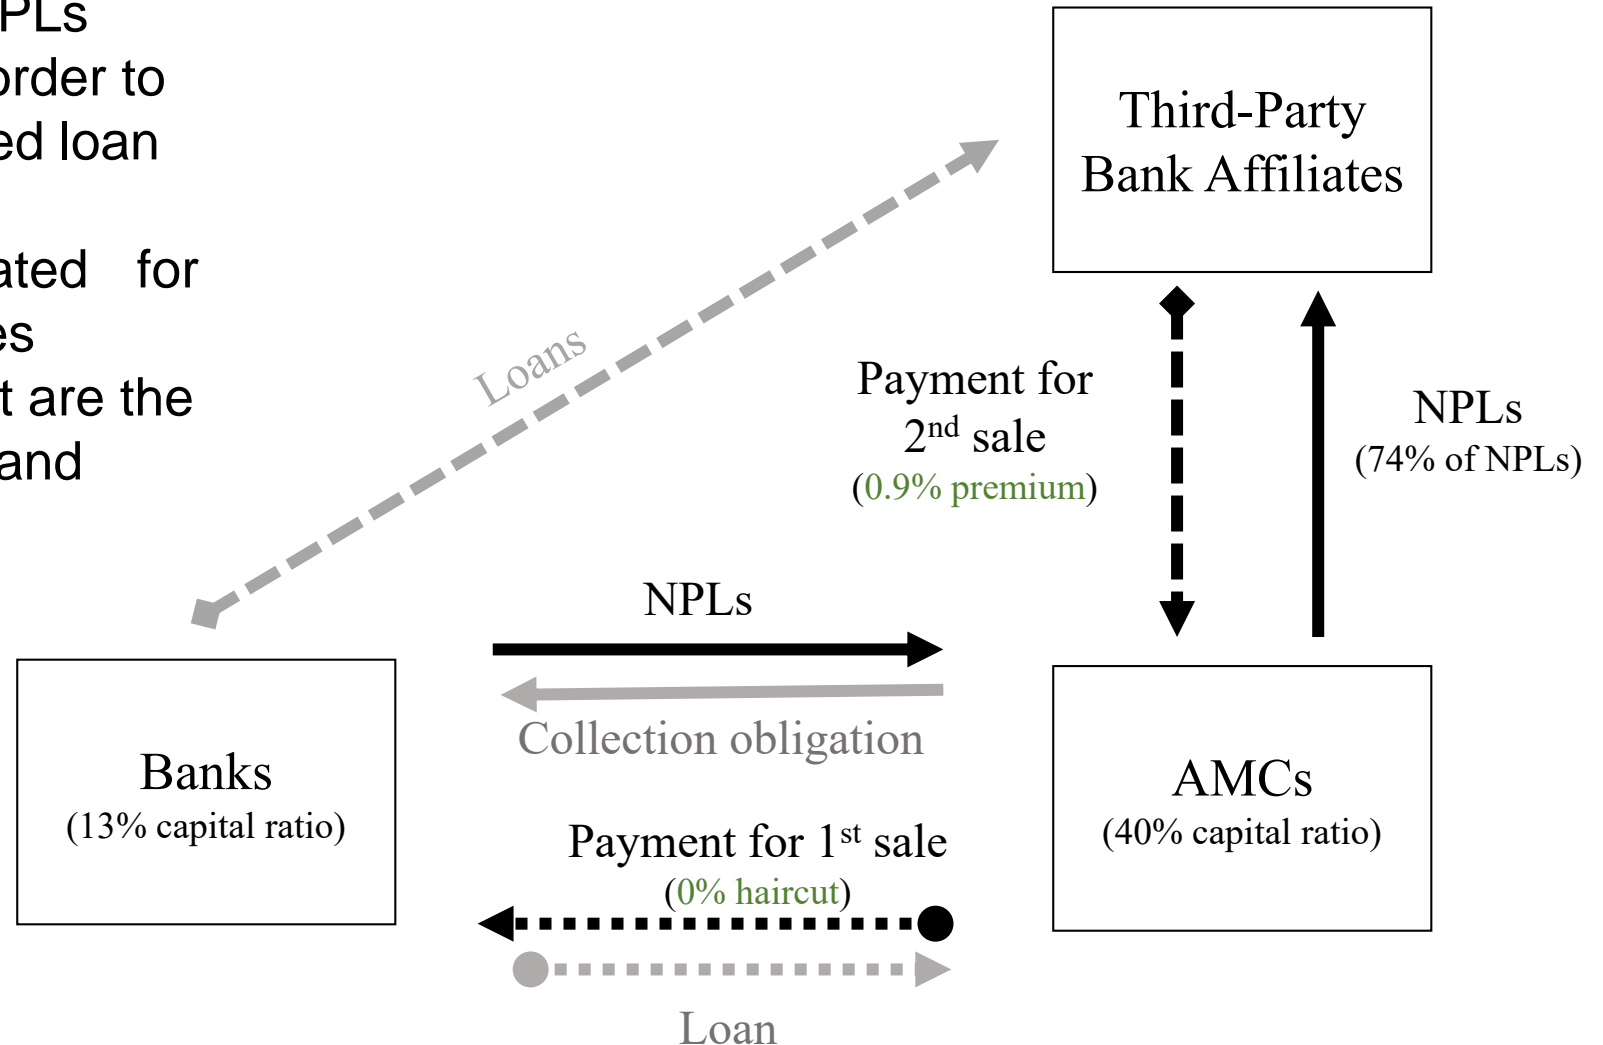 PLs
order to
ed loan
ated for
es
t are the
and
Third-Party
Bank Affiliates
Loans
Payment for
2nd sale
(0.9% premium)
NPLs
(74% of NPLs)
NPLs
Collection obligation
Banks
(13% capital ratio)
Payment for 1st sale
(0% haircut)
Loan
AMCs
(40% capital ratio)